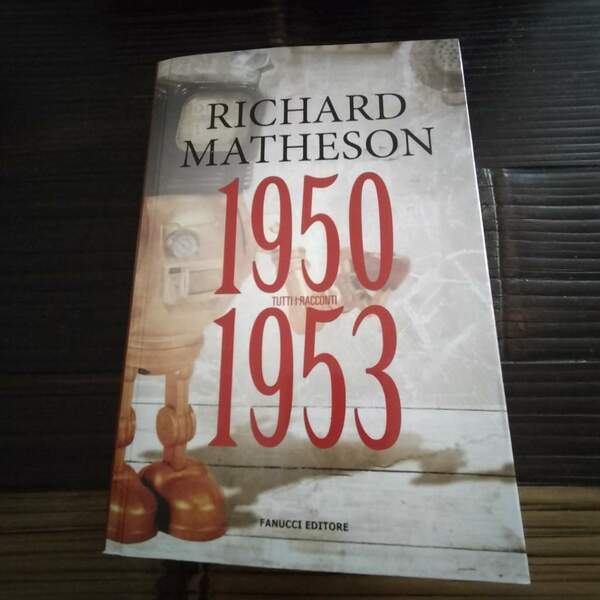 RICHARD
MATHESON
1950
TUTTI I RACCONTI
1953
FANUCCI EDITORE